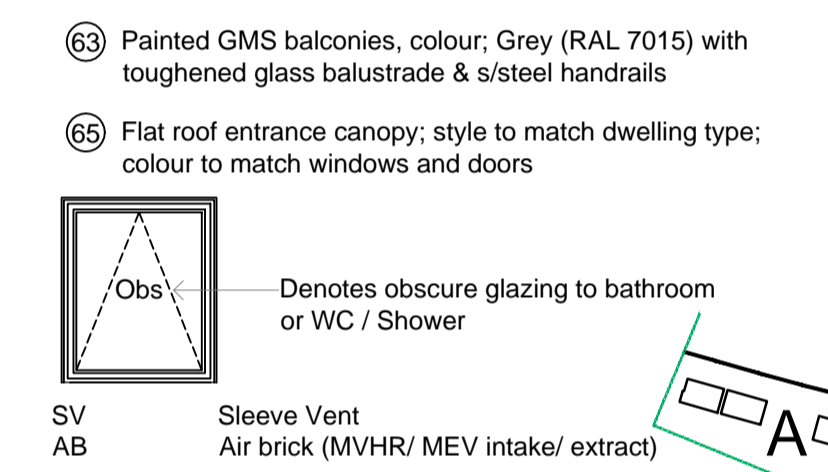 63 Painted GMS balconies, colour; Grey (RAL 7015) with
toughened glass balustrade & s/steel handrails
65 Flat roof entrance canopy; style to match dwelling type;
colour to match windows and doors
Obs
Denotes obscure glazing to bathroom
or WC / Shower
SV Sleeve Vent
AB Air brick (MVHR/ MEV intake/ extract)
A